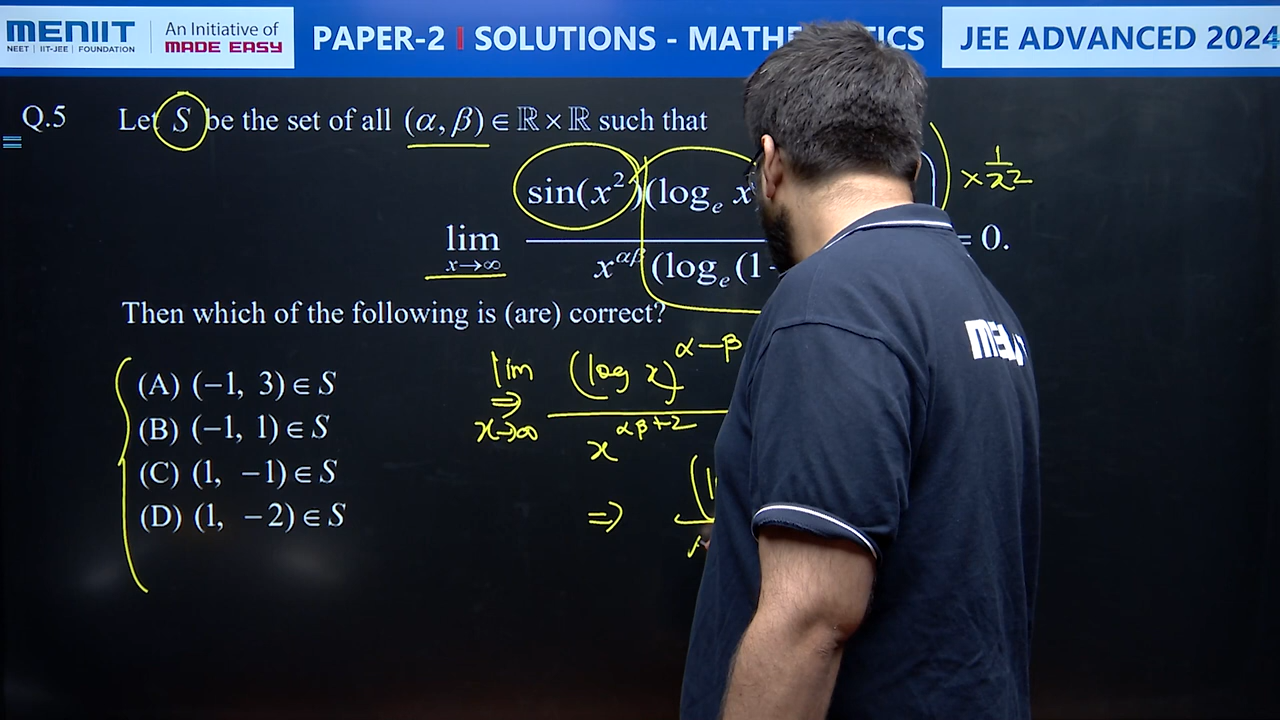 MENIIT
NEET | IIT-JEE | FOUNDATION
An Initiative of
MADE EASY
PAPER-2 | SOLUTIONS - MATHE ICS
JEE ADVANCED 2024
Q.5 Let S be the set of all (α, β) ∈ ℝ × ℝ such that
lim x→∞ sin(x²)(logₑ x
x^αβ (logₑ (1
= 0.
) × 1/x²
Then which of the following is (are) correct?
(A) (−1, 3) ∈ S
(B) (−1, 1) ∈ S
(C) (1, −1) ∈ S
(D) (1, −2) ∈ S
lim ⇒ x→∞ (log x)^α−β
x^αβ+2
⇒